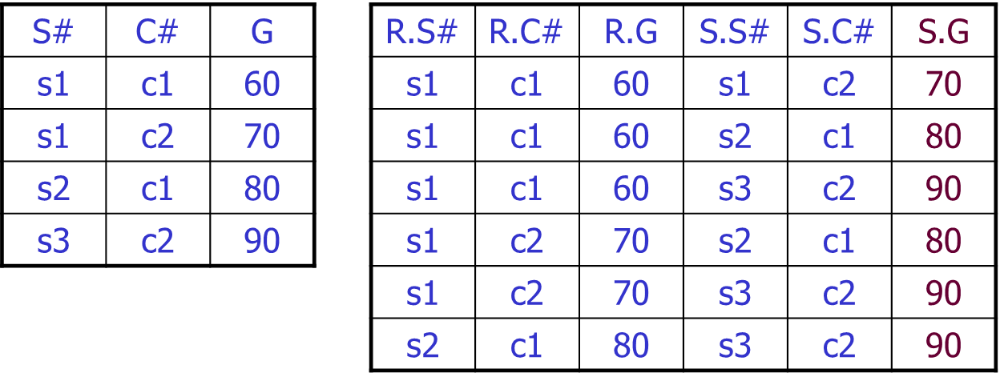 S# C# G
s1 c1 60
s1 c2 70
s2 c1 80
s3 c2 90
R.S# R.C# R.G S.S# S.C# S.G
s1 c1 60 s1 c2 70
s1 c1 60 s2 c1 80
s1 c1 60 s3 c2 90
s1 c2 70 s2 c1 80
s1 c2 70 s3 c2 90
s2 c1 80 s3 c2 90